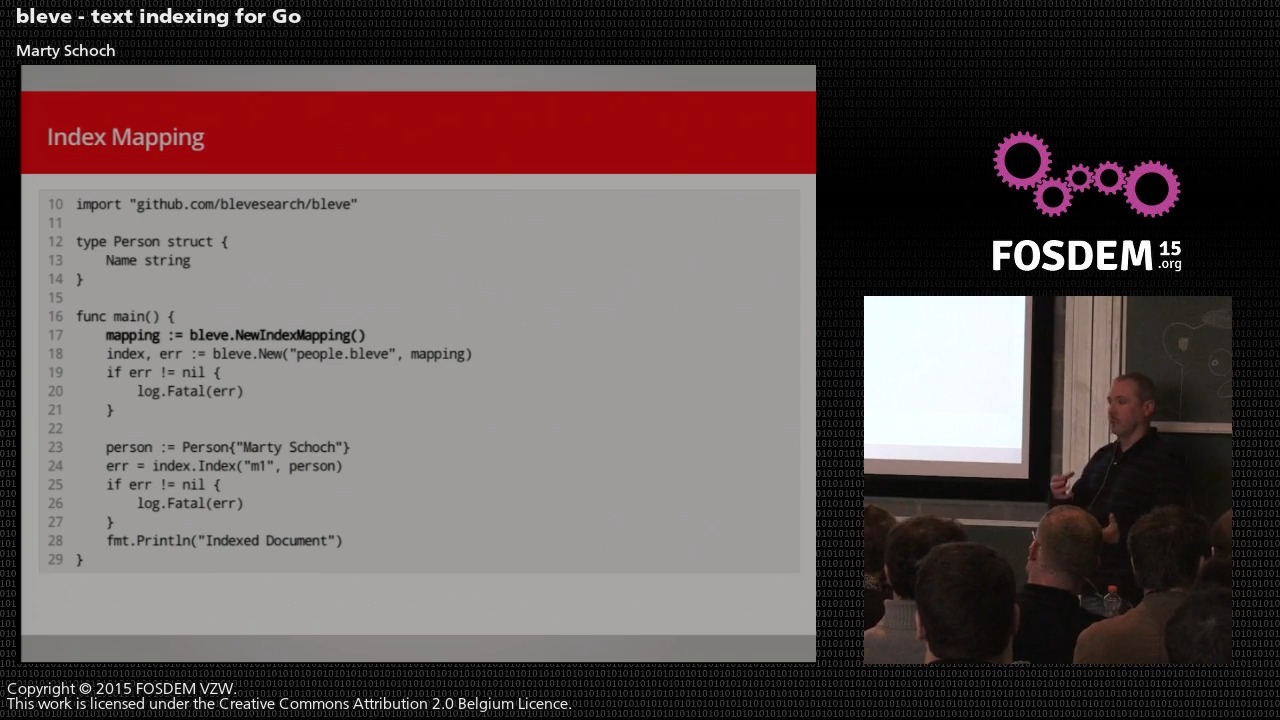 bleve - text indexing for Go
Marty Schoch
Index Mapping
10 import "github.com/blevesearch/bleve"
11
12 type Person struct {
13     Name string
14 }
15
16 func main() {
17     mapping := bleve.NewIndexMapping()
18     index, err := bleve.New("people.bleve", mapping)
19     if err != nil {
20         log.Fatal(err)
21     }
22
23     person := Person{"Marty Schoch"}
24     err = index.Index("m1", person)
25     if err != nil {
26         log.Fatal(err)
27     }
28     fmt.Println("Indexed Document")
29 }
FOSDEM 15
.org
Copyright © 2015 FOSDEM VZW.
This work is licensed under the Creative Commons Attribution 2.0 Belgium Licence.